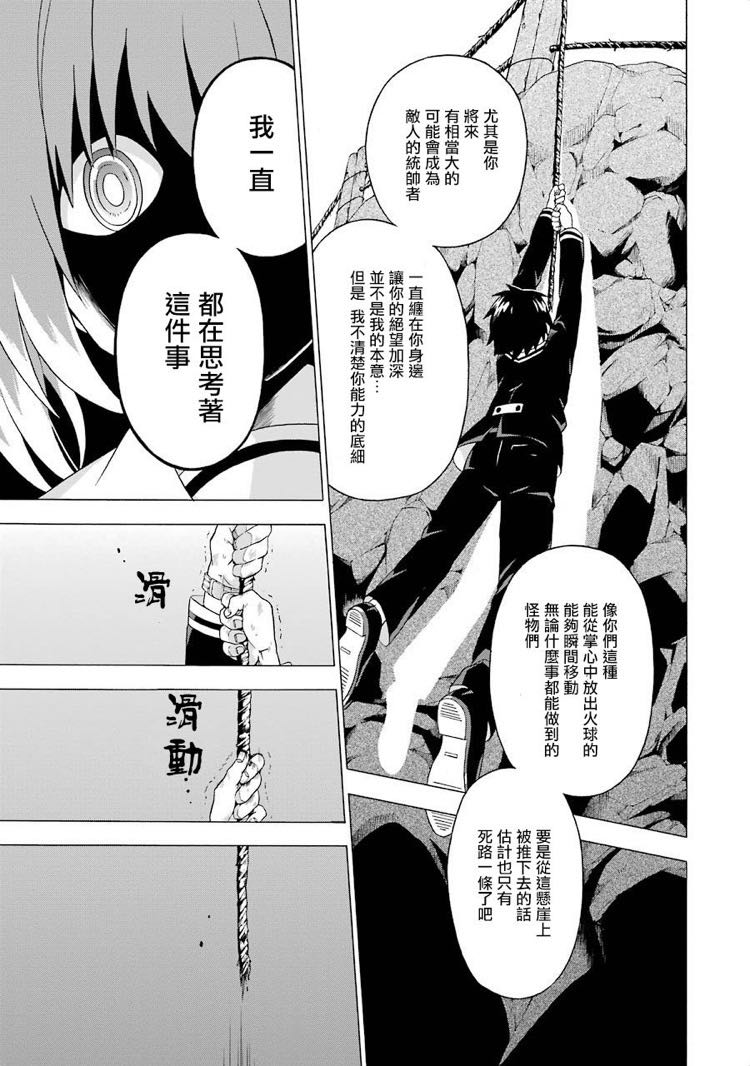 尤其是你
將來
有相當大的
可能會成為
敵人的統帥者
一直纏在你身邊
讓你的絕望加深
並不是我的本意…
但是 我不清楚你能力的底細
像你們這種
能從掌心中放出火球的
能夠瞬間移動
無論什麼事都能做到的
怪物們
要是從這懸崖上
被推下去的話
估計也只有
死路一條了吧
我一直
都在思考著
這件事
滑
滑動